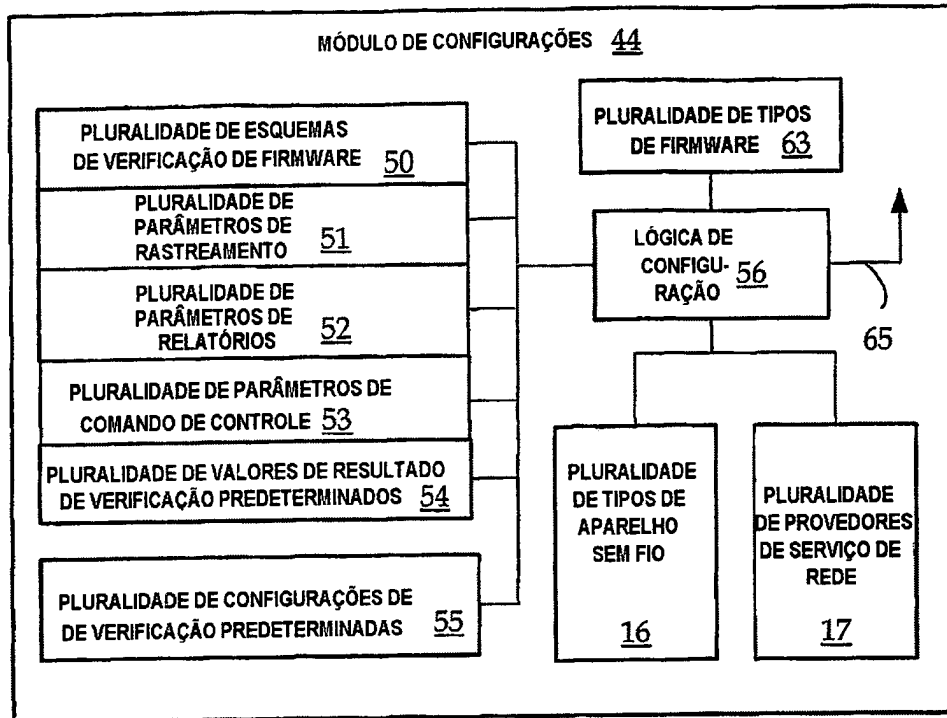 MÓDULO DE CONFIGURAÇÕES 44
PLURALIDADE DE ESQUEMAS
DE VERIFICAÇÃO DE FIRMWARE 50
PLURALIDADE DE
PARÂMETROS DE
RASTREAMENTO 51
PLURALIDADE DE
PARÂMETROS DE
RELATÓRIOS 52
PLURALIDADE DE PARÂMETROS DE
COMANDO DE CONTROLE 53
PLURALIDADE DE VALORES DE RESULTADO
DE VERIFICAÇÃO PREDETERMINADOS 54
PLURALIDADE DE CONFIGURAÇÕES DE
DE VERIFICAÇÃO PREDETERMINADAS 55
PLURALIDADE DE TIPOS
DE FIRMWARE 63
LÓGICA DE
CONFIGU-
RAÇÃO 56
65
PLURALIDADE
DE TIPOS DE
APARELHO
SEM FIO
16
PLURALIDADE
DE PROVEDORES
DE SERVIÇO DE
REDE
17